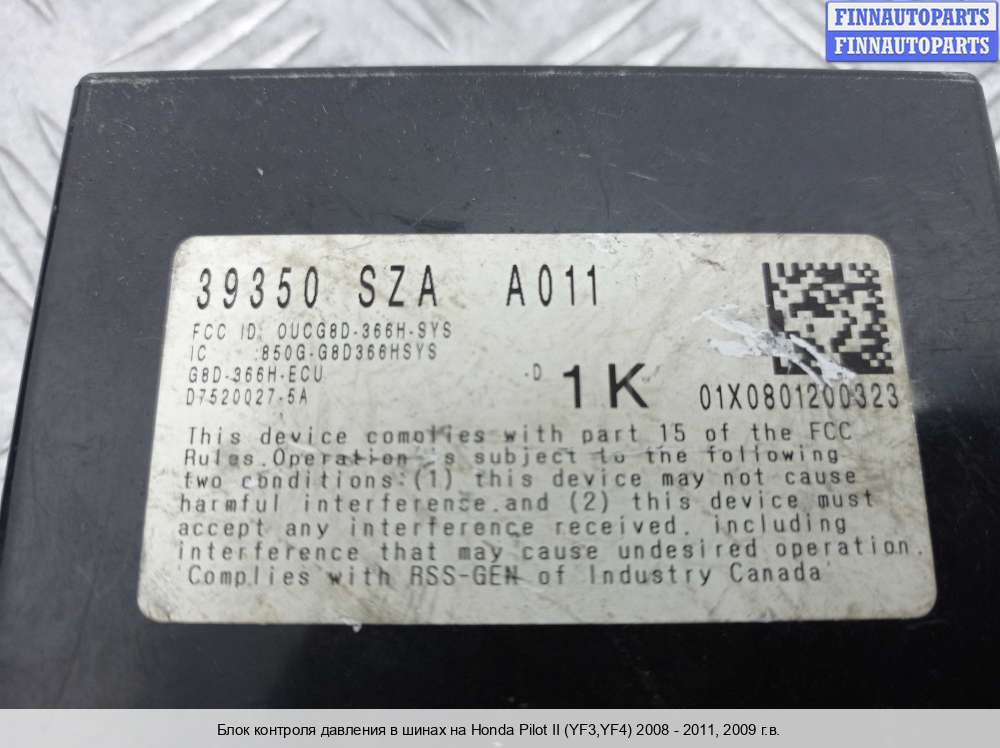 FINNAUTOPARTS
FINNAUTOPARTS
39350 SZA A011
FCC ID: OUCG8D-366H-SYS
IC :850G-G8D366HSYS
G8D-366H-ECU
D7520027-5A
D 1K
01X0801200323
This device complies with part 15 of the FCC
Rules.Operation is subject to the following
two conditions:(1) this device may not cause
harmful interference.and (2) this device must
accept any interference received. including
interference that may cause undesired operation.
'Complies with RSS-GEN of Industry Canada'
Блок контроля давления в шинах на Honda Pilot II (YF3,YF4) 2008 - 2011, 2009 г.в.